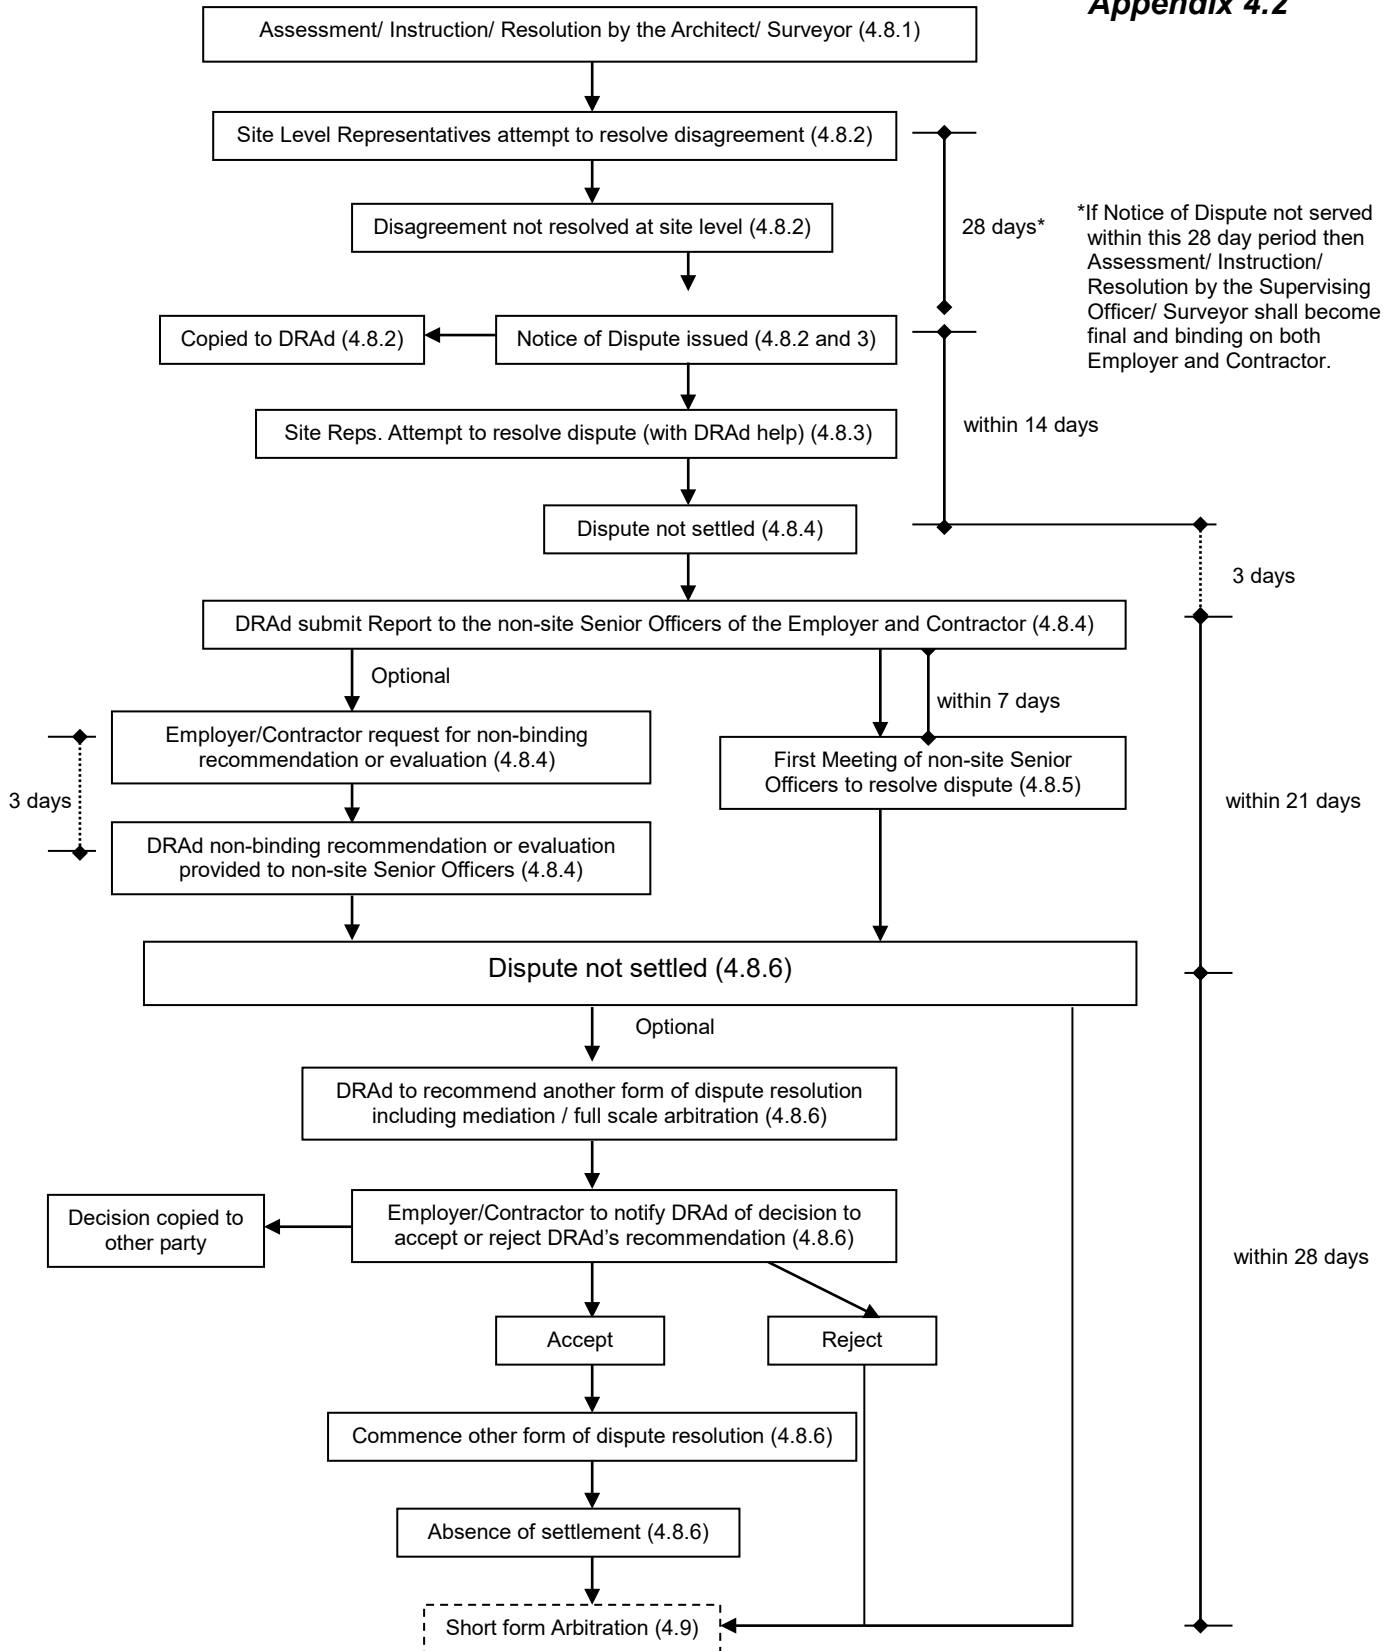 Appendix 4.2
Assessment/ Instruction/ Resolution by the Architect/ Surveyor (4.8.1)
Site Level Representatives attempt to resolve disagreement (4.8.2)
Disagreement not resolved at site level (4.8.2)
28 days*
*If Notice of Dispute not served
within this 28 day period then
Assessment/ Instruction/
Resolution by the Supervising
Officer/ Surveyor shall become
final and binding on both
Employer and Contractor.
Copied to DRAd (4.8.2)
Notice of Dispute issued (4.8.2 and 3)
Site Reps. Attempt to resolve dispute (with DRAd help) (4.8.3)
within 14 days
Dispute not settled (4.8.4)
3 days
DRAd submit Report to the non-site Senior Officers of the Employer and Contractor (4.8.4)
Optional
within 7 days
Employer/Contractor request for non-binding
recommendation or evaluation (4.8.4)
First Meeting of non-site Senior
Officers to resolve dispute (4.8.5)
3 days
within 21 days
DRAd non-binding recommendation or evaluation
provided to non-site Senior Officers (4.8.4)
Dispute not settled (4.8.6)
Optional
DRAd to recommend another form of dispute resolution
including mediation / full scale arbitration (4.8.6)
Decision copied to
other party
Employer/Contractor to notify DRAd of decision to
accept or reject DRAd's recommendation (4.8.6)
within 28 days
Accept
Reject
Commence other form of dispute resolution (4.8.6)
Absence of settlement (4.8.6)
Short form Arbitration (4.9)